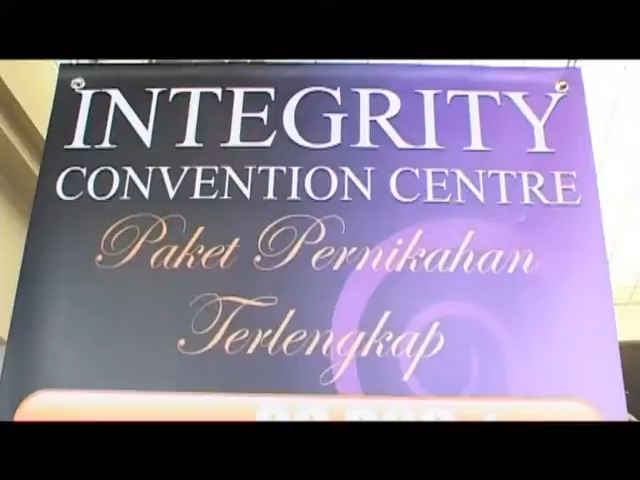 INTEGRITY
CONVENTION CENTRE
Paket Pernikahan
Terlengkap